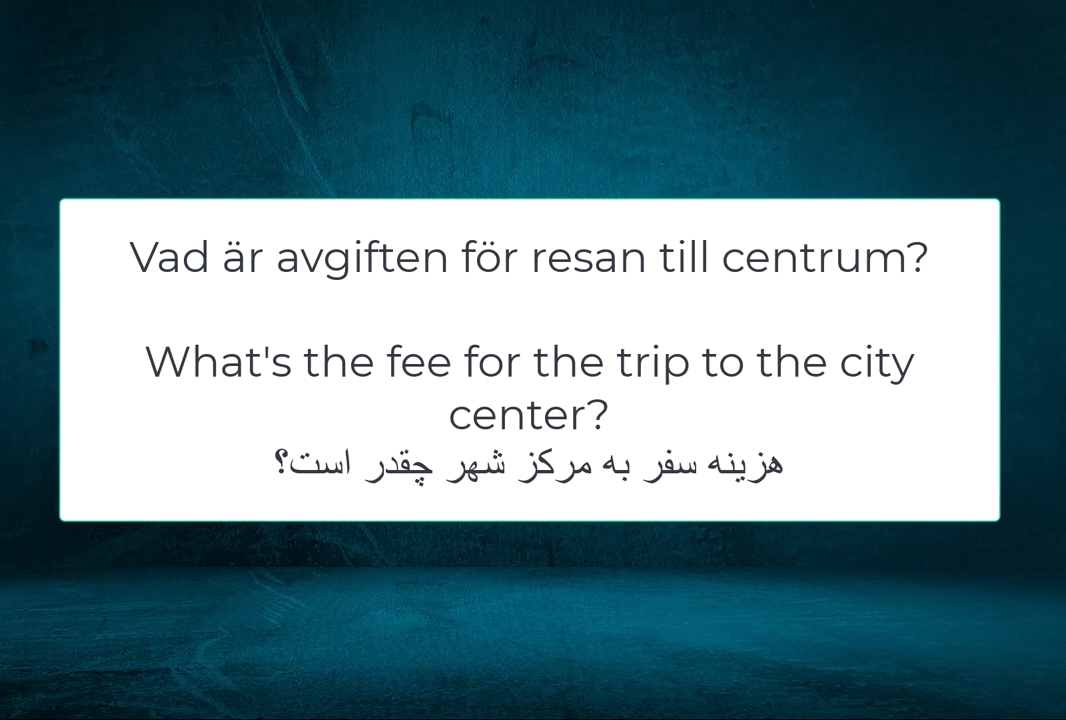 Vad är avgiften för resan till centrum?
What's the fee for the trip to the city
center?
هزینه سفر به مرکز شهر چقدر است؟